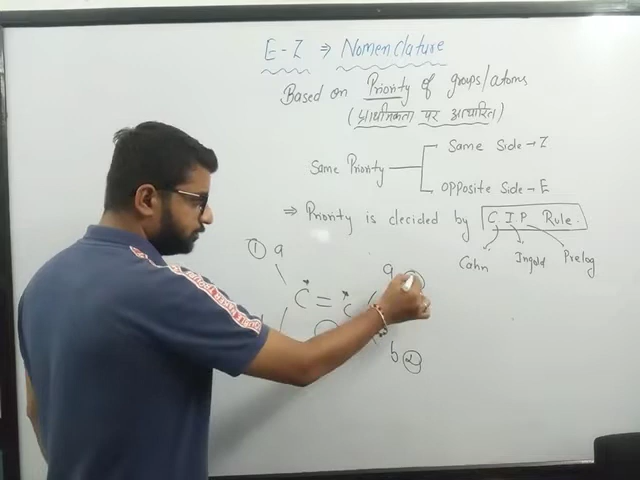 E-Z ⇒ Nomenclature
Based on Priority of groups/atoms
(प्राथमिकता पर आधारित)
Same Priority
Same Side → Z
Opposite Side → E
⇒ Priority is decided by C.I.P. Rule.
Cahn Ingold Prelog
① a
a
C = C
b ②